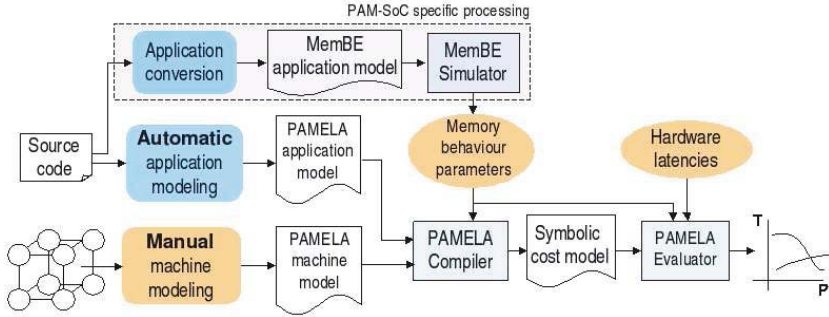 PAM-SoC specific processing
Application
conversion
MemBE
application model
MemBE
Simulator
Source
code
Automatic
application
modeling
PAMELA
application
model
Memory
behaviour
parameters
Hardware
latencies
Manual
machine
modeling
PAMELA
machine
model
PAMELA
Compiler
Symbolic
cost model
PAMELA
Evaluator
T
P